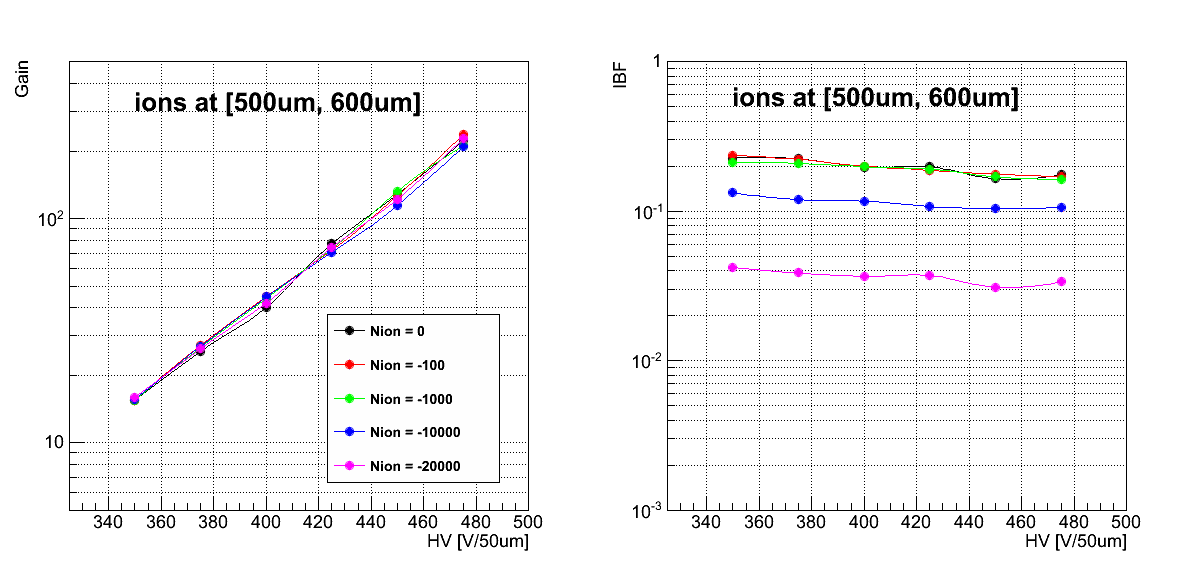 Gain
ions at [500um, 600um]
10²
10
Nion = 0
Nion = -100
Nion = -1000
Nion = -10000
Nion = -20000
340 360 380 400 420 440 460 480 500
HV [V/50um]
IBF
ions at [500um, 600um]
1
10⁻¹
10⁻²
10⁻³
340 360 380 400 420 440 460 480 500
HV [V/50um]